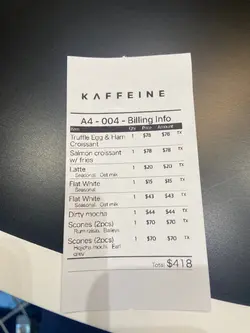 KAFFEINE
A4 - 004 - Billing Info
Item Qty Price Amount
Truffle Egg & Ham 1 $78 $78 TX
Croissant
Salmon croissant 1 $78 $78 TX
w/ fries
Latte 1 $20 $20 TX
Seasonal Oat milk
Flat White 1 $15 $15 TX
Seasonal
Flat White 1 $43 $43 TX
Seasonal Oat milk
Dirty mocha 1 $44 $44 TX
Scones (2pcs) 1 $70 $70 TX
Rum raisin,
Scones (2pcs) 1 $70 $70 TX
Hojicha mochi, Earl
grey
Total: $418